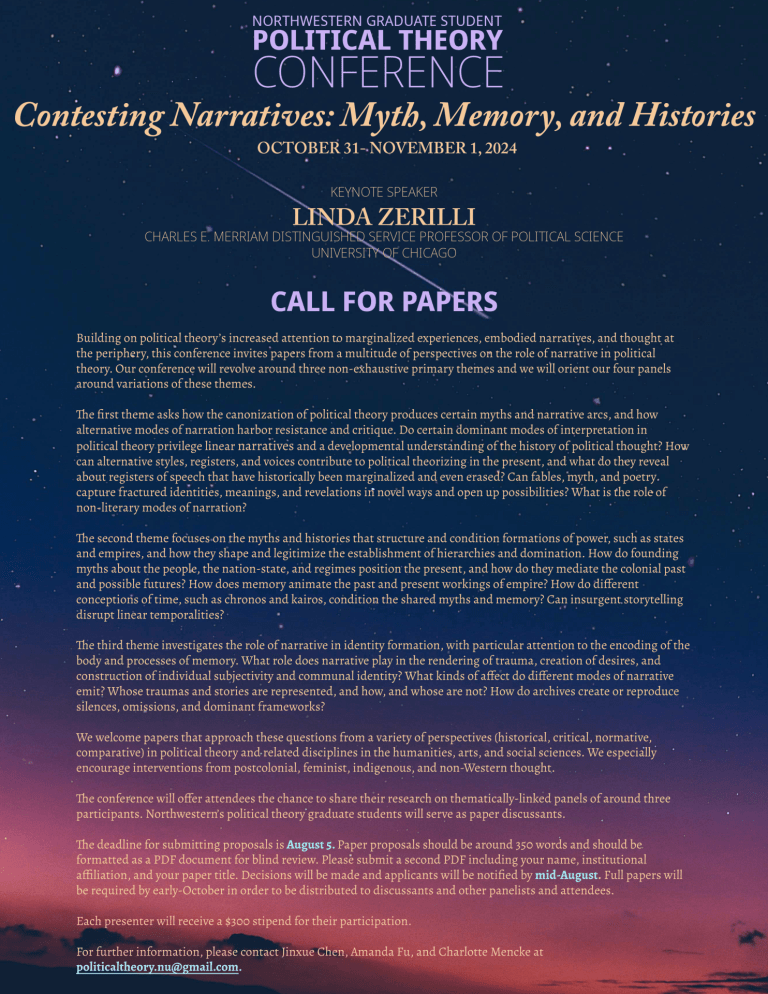 NORTHWESTERN GRADUATE STUDENT
POLITICAL THEORY
CONFERENCE
Contesting Narratives: Myth, Memory, and Histories
OCTOBER 31–NOVEMBER 1, 2024
KEYNOTE SPEAKER
LINDA ZERILLI
CHARLES E. MERRIAM DISTINGUISHED SERVICE PROFESSOR OF POLITICAL SCIENCE
UNIVERSITY OF CHICAGO
CALL FOR PAPERS
Building on political theory's increased attention to marginalized experiences, embodied narratives, and thought at
the periphery, this conference invites papers from a multitude of perspectives on the role of narrative in political
theory. Our conference will revolve around three non-exhaustive primary themes and we will orient our four panels
around variations of these themes.
The first theme asks how the canonization of political theory produces certain myths and narrative arcs, and how
alternative modes of narration harbor resistance and critique. Do certain dominant modes of interpretation in
political theory privilege linear narratives and a developmental understanding of the history of political thought? How
can alternative styles, registers, and voices contribute to political theorizing in the present, and what do they reveal
about registers of speech that have historically been marginalized and even erased? Can fables, myth, and poetry
capture fractured identities, meanings, and revelations in novel ways and open up possibilities? What is the role of
non-literary modes of narration?
The second theme focuses on the myths and histories that structure and condition formations of power, such as states
and empires, and how they shape and legitimize the establishment of hierarchies and domination. How do founding
myths about the people, the nation-state, and regimes position the present, and how do they mediate the colonial past
and possible futures? How does memory animate the past and present workings of empire? How do different
conceptions of time, such as chronos and kairos, condition the shared myths and memory? Can insurgent storytelling
disrupt linear temporalities?
The third theme investigates the role of narrative in identity formation, with particular attention to the encoding of the
body and processes of memory. What role does narrative play in the rendering of trauma, creation of desires, and
construction of individual subjectivity and communal identity? What kinds of affect do different modes of narrative
emit? Whose traumas and stories are represented, and how, and whose are not? How do archives create or reproduce
silences, omissions, and dominant frameworks?
We welcome papers that approach these questions from a variety of perspectives (historical, critical, normative,
comparative) in political theory and related disciplines in the humanities, arts, and social sciences. We especially
encourage interventions from postcolonial, feminist, indigenous, and non-Western thought.
The conference will offer attendees the chance to share their research on thematically-linked panels of around three
participants. Northwestern's political theory graduate students will serve as paper discussants.
The deadline for submitting proposals is August 5. Paper proposals should be around 350 words and should be
formatted as a PDF document for blind review. Please submit a second PDF including your name, institutional
affiliation, and your paper title. Decisions will be made and applicants will be notified by mid-August. Full papers will
be required by early-October in order to be distributed to discussants and other panelists and attendees.
Each presenter will receive a $300 stipend for their participation.
For further information, please contact Jinxue Chen, Amanda Fu, and Charlotte Mencke at
politicaltheory.nu@gmail.com.